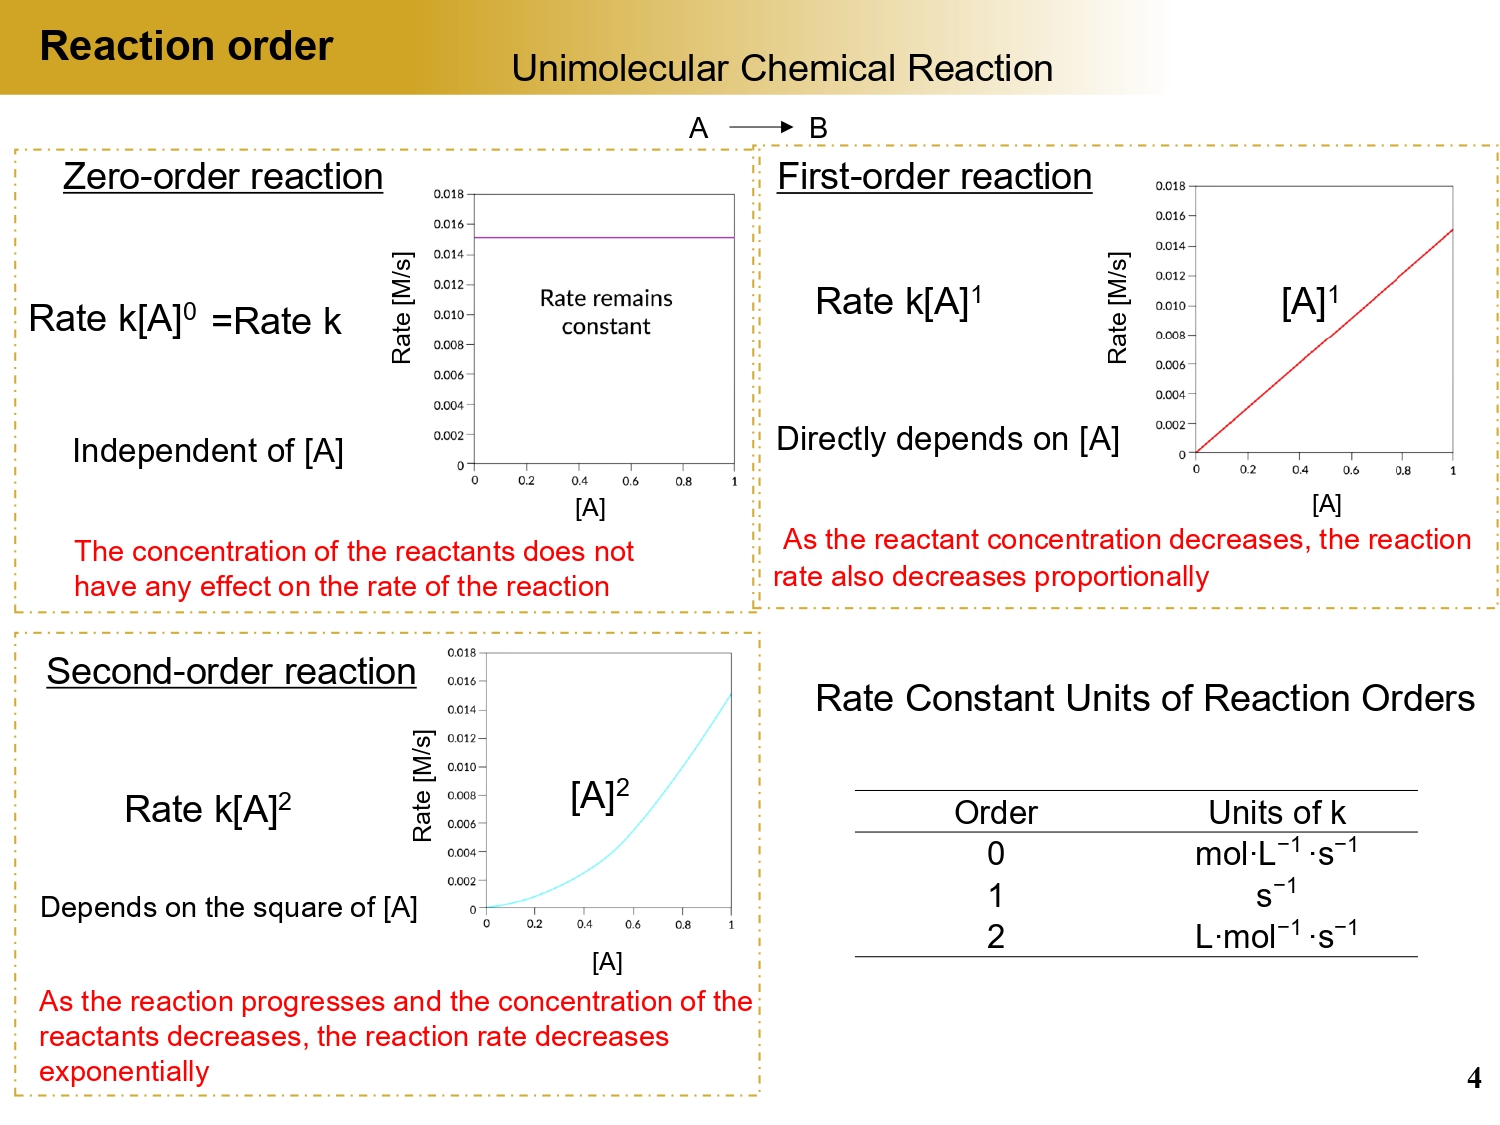 Reaction order
Unimolecular Chemical Reaction
A → B
Zero-order reaction
Rate k[A]⁰ =Rate k
Independent of [A]
Rate [M/s]
0.018
0.016
0.014
0.012
0.010
0.008
0.006
0.004
0.002
0
Rate remains
constant
0 0.2 0.4 0.6 0.8 1
[A]
The concentration of the reactants does not
have any effect on the rate of the reaction
First-order reaction
Rate k[A]¹
Directly depends on [A]
Rate [M/s]
0.018
0.016
0.014
0.012
0.010
0.008
0.006
0.004
0.002
0
[A]¹
0 0.2 0.4 0.6 0.8 1
[A]
As the reactant concentration decreases, the reaction
rate also decreases proportionally
Second-order reaction
Rate k[A]²
Depends on the square of [A]
Rate [M/s]
0.018
0.016
0.014
0.012
0.010
0.008
0.006
0.004
0.002
0
[A]²
0 0.2 0.4 0.6 0.8 1
[A]
As the reaction progresses and the concentration of the
reactants decreases, the reaction rate decreases
exponentially
Rate Constant Units of Reaction Orders
Order Units of k
0 mol·L⁻¹ ·s⁻¹
1 s⁻¹
2 L·mol⁻¹ ·s⁻¹
4